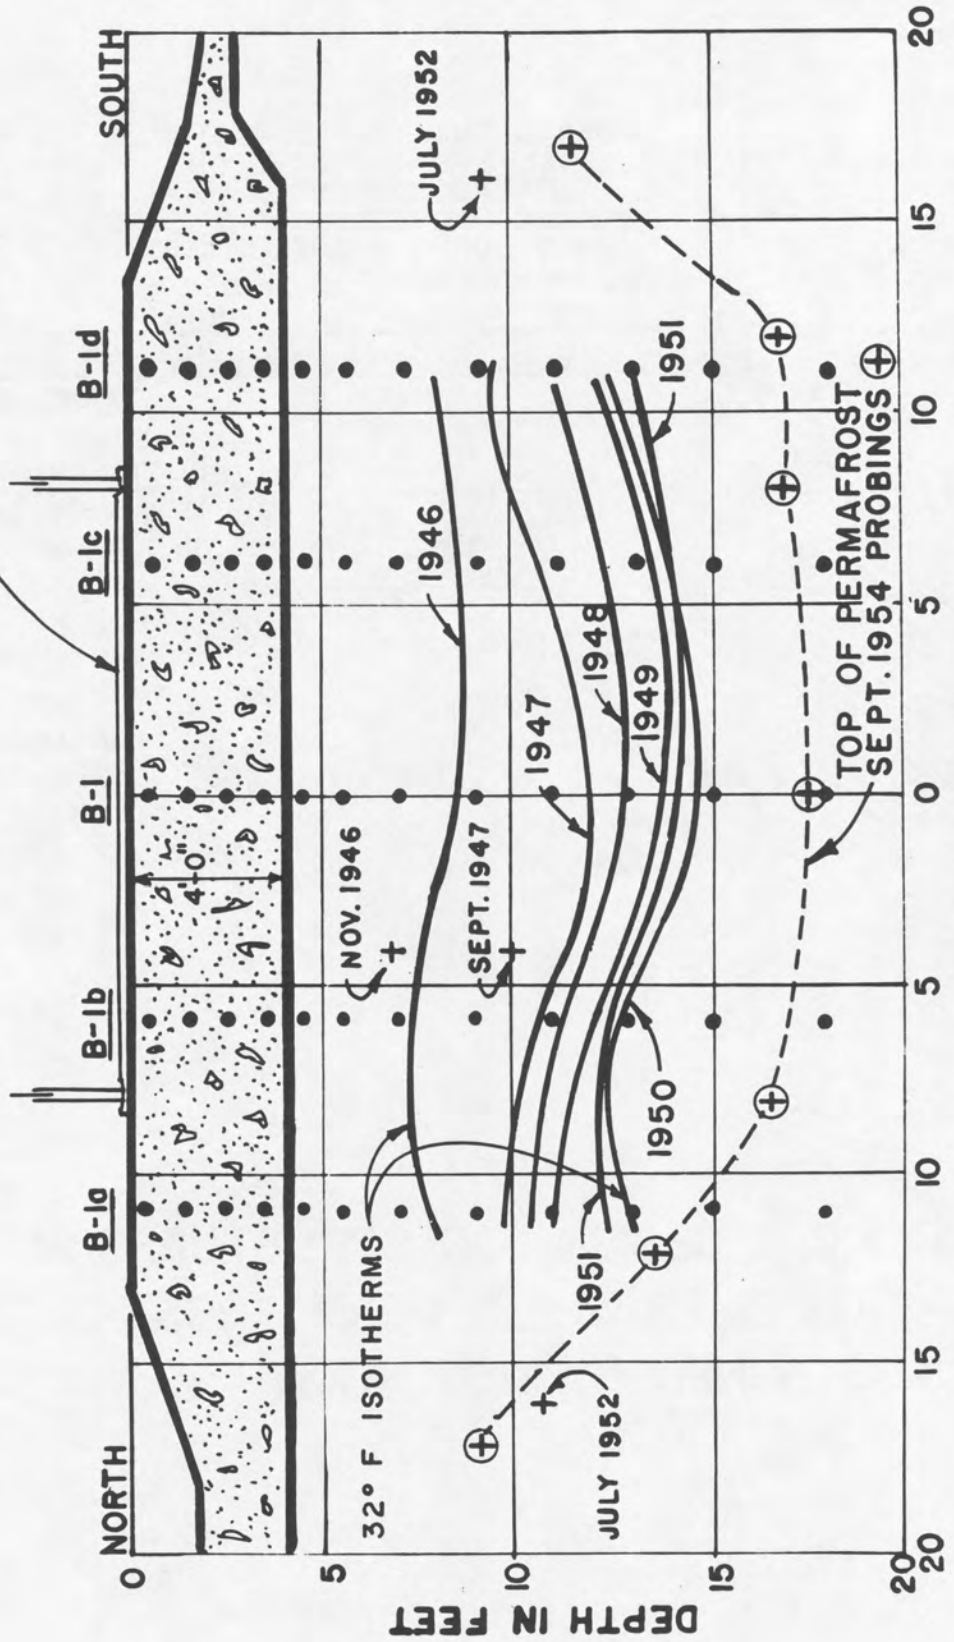 NORTH
SOUTH
B-1a
B-1b
B-1
B-1c
B-1d
4'-0"
NOV. 1946
SEPT. 1947
32° F ISOTHERMS
1946
1947
1948
1949
1950
1951
1951
JULY 1952
JULY 1952
TOP OF PERMAFROST
SEPT. 1954 PROBINGS
DEPTH IN FEET
0
5
10
15
20
20 15 10 5 0 5 10 15 20